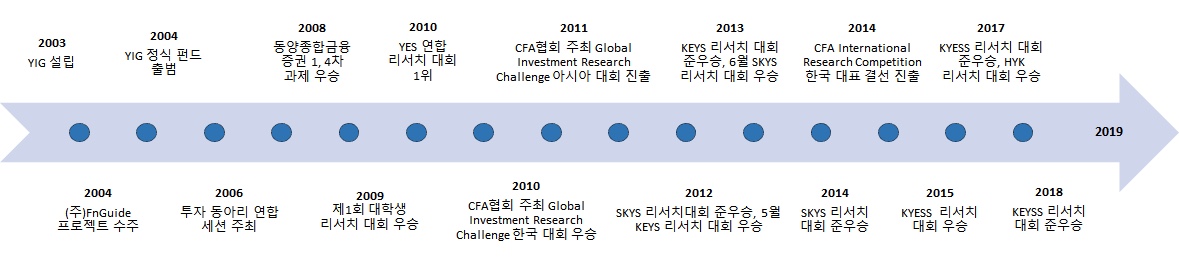 2003
YIG 설립
2004
YIG 정식 펀드
출범
2008
동양종합금융
증권 1, 4차
과제 우승
2010
YES 연합
리서치 대회
1위
2011
CFA협회 주최 Global
Investment Research
Challenge 아시아 대회 진출
2013
KEYS 리서치 대회
준우승, 6월 SKYS
리서치 대회 우승
2014
CFA International
Research Competition
한국 대표 결선 진출
2017
KYESS 리서치 대회
준우승, HYK
리서치 대회 우승
2019
2004
(주)FnGuide
프로젝트 수주
2006
투자 동아리 연합
세션 주최
2009
제1회 대학생
리서치 대회 우승
2010
CFA협회 주최 Global
Investment Research
Challenge 한국 대회 우승
2012
SKYS 리서치대회 준우승, 5월
KEYS 리서치 대회 우승
2014
SKYS 리서치
대회 준우승
2015
KYESS 리서치
대회 우승
2018
KEYSS 리서치
대회 준우승